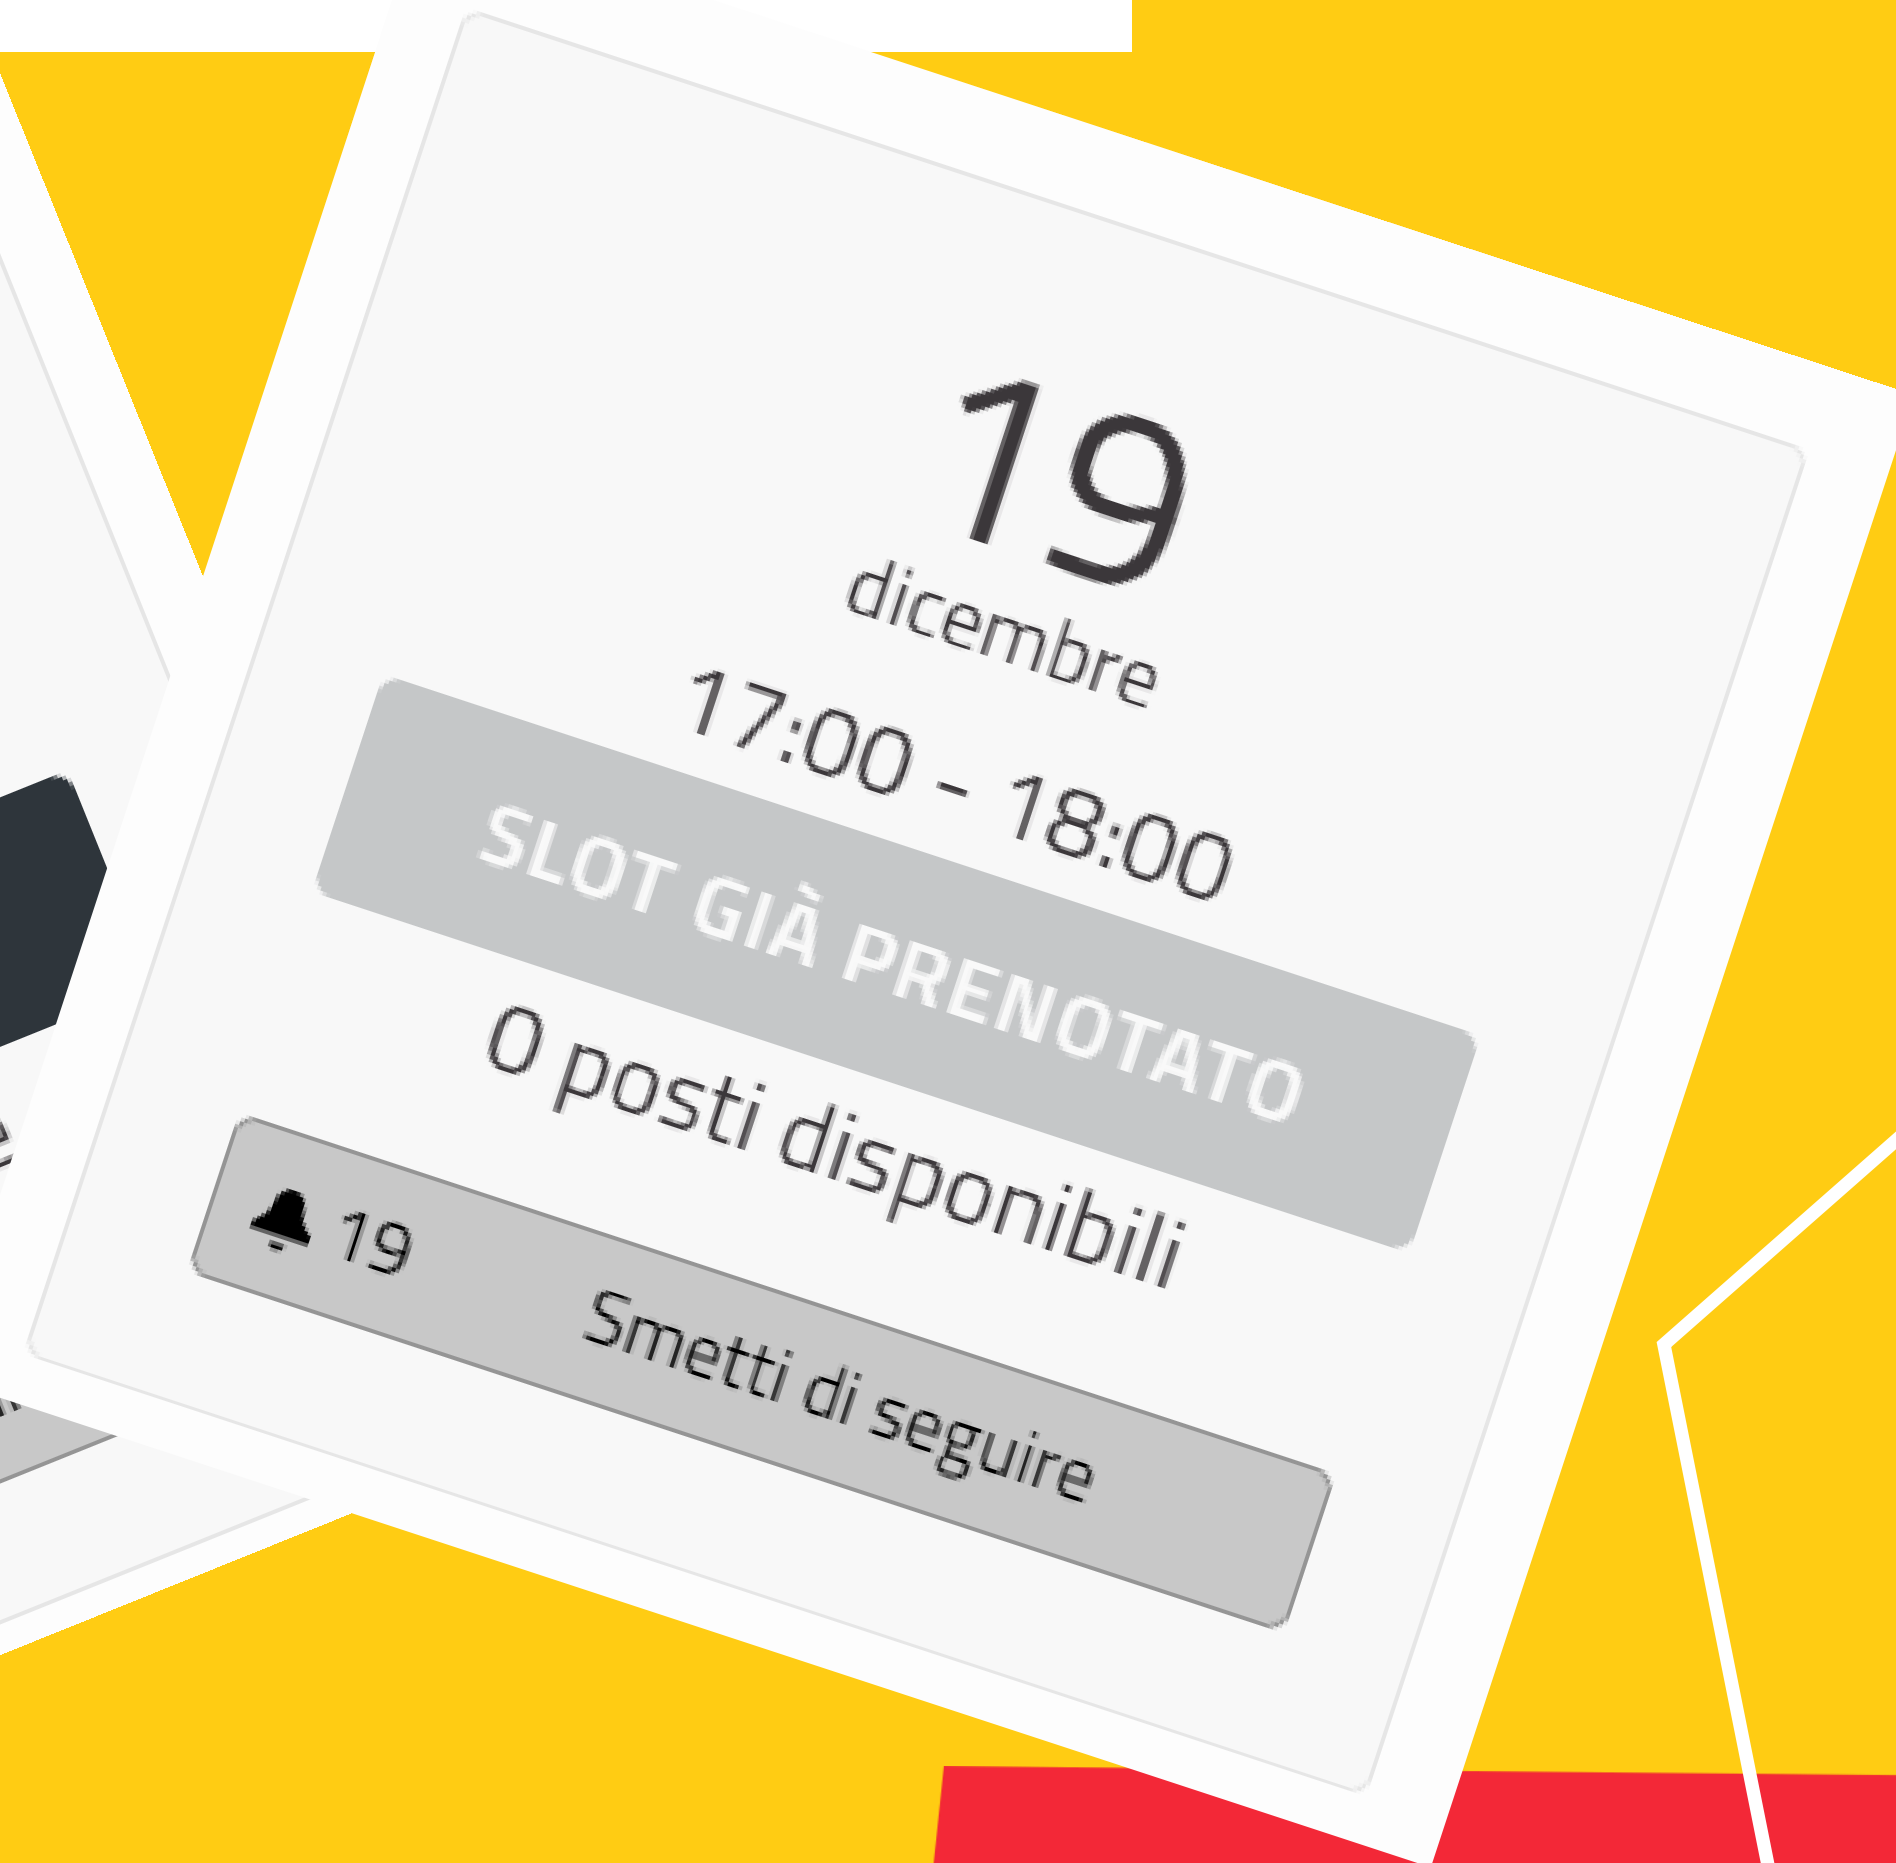 19
dicembre
17:00 - 18:00
SLOT GIÀ PRENOTATO
0 posti disponibili
19 Smetti di seguire